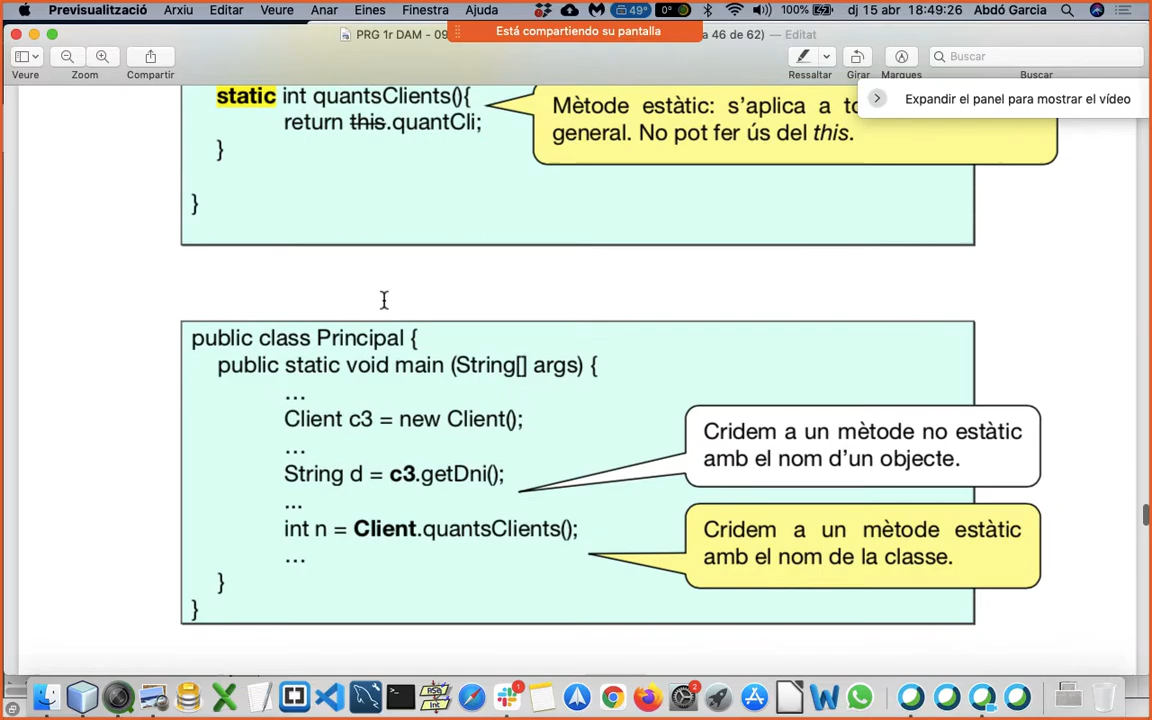 Previsualització Arxiu Editar Veure Anar Eines Finestra Ajuda 49° 0° 100% dj 15 abr 18:49:26 Abdó Garcia
PRG 1r DAM - 09
Está compartiendo su pantalla
a 46 de 62) — Editat
Buscar
Veure Zoom Compartir Ressaltar Girar Marques Buscar
Expandir el panel para mostrar el vídeo
static int quantsClients(){
return this.quantCli;
}
}
Mètode estàtic: s'aplica a
general. No pot fer ús del this.
public class Principal {
public static void main (String[] args) {
…
Client c3 = new Client();
…
String d = c3.getDni();
...
int n = Client.quantsClients();
…
}
}
Cridem a un mètode no estàtic
amb el nom d'un objecte.
Cridem a un mètode estàtic
amb el nom de la classe.